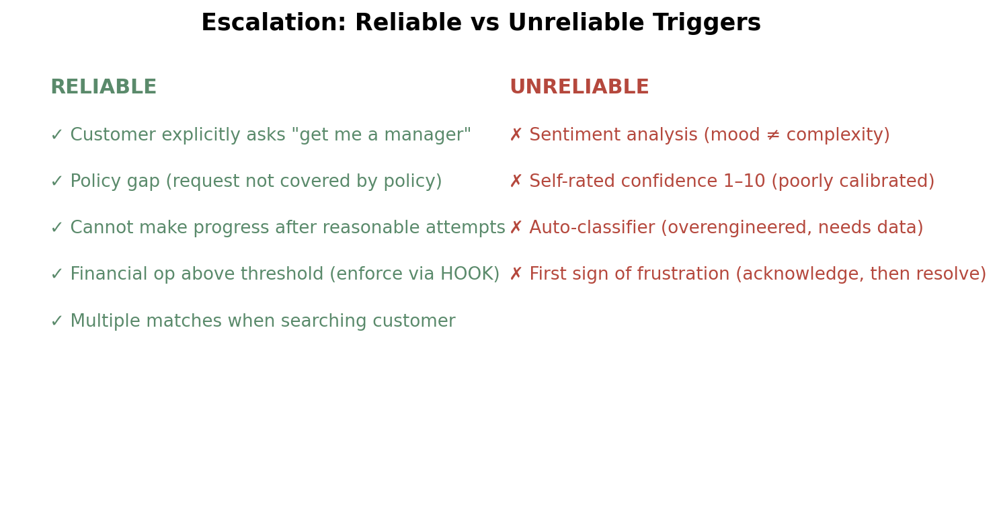 Escalation: Reliable vs Unreliable Triggers
RELIABLE
✓ Customer explicitly asks "get me a manager"
✓ Policy gap (request not covered by policy)
✓ Cannot make progress after reasonable attempts
✓ Financial op above threshold (enforce via HOOK)
✓ Multiple matches when searching customer
UNRELIABLE
✗ Sentiment analysis (mood ≠ complexity)
✗ Self-rated confidence 1–10 (poorly calibrated)
✗ Auto-classifier (overengineered, needs data)
✗ First sign of frustration (acknowledge, then resolve)